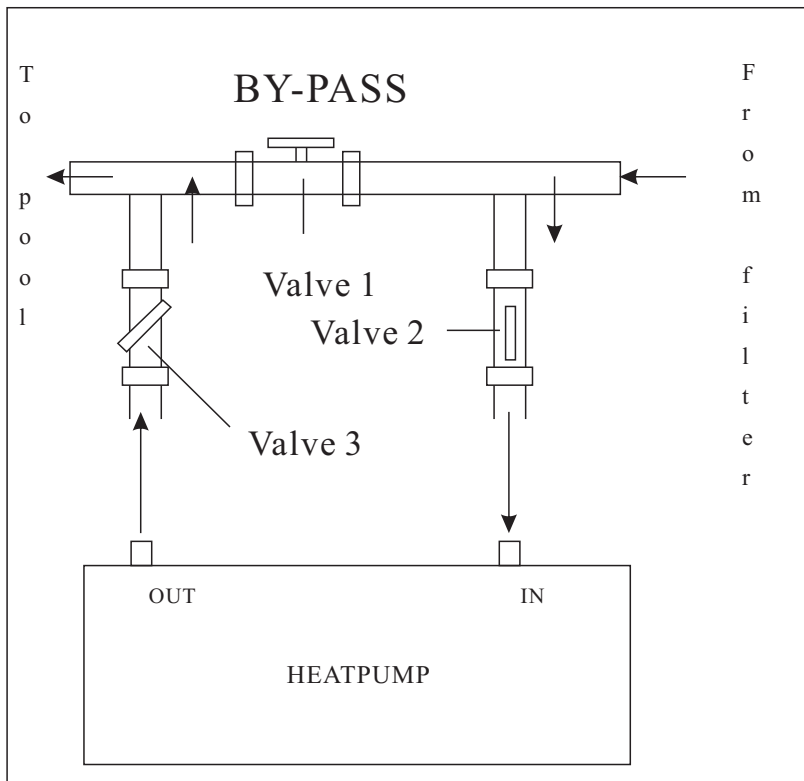 To pool
BY-PASS
From filter
Valve 1
Valve 2
Valve 3
OUT
IN
HEATPUMP